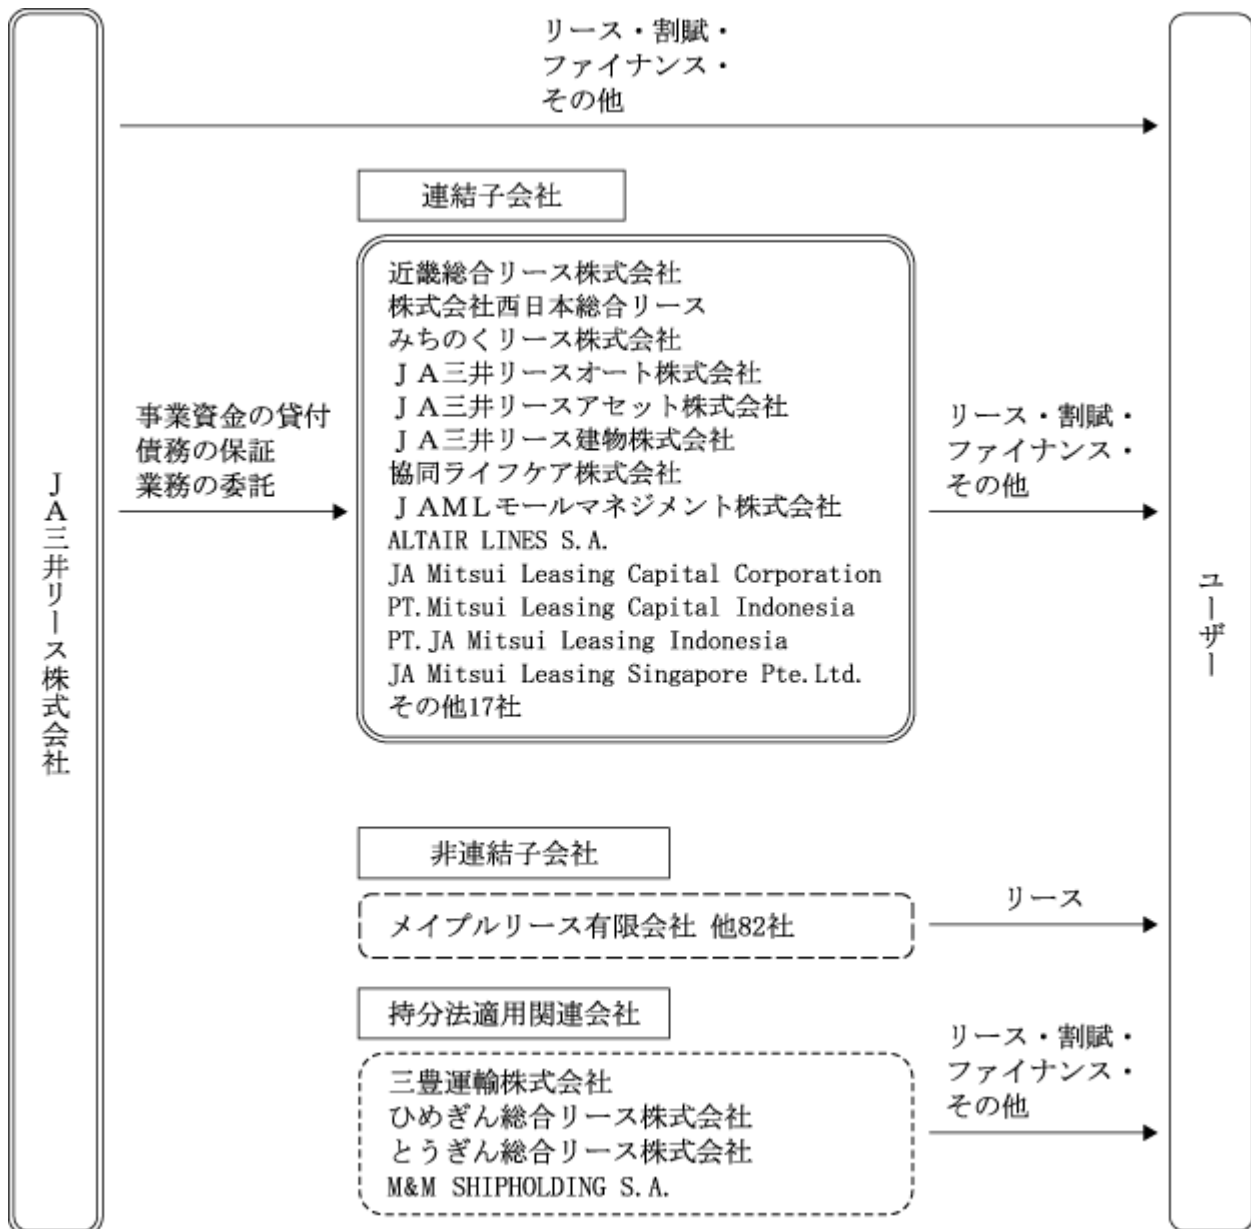 リース・割賦・
ファイナンス・
その他
連結子会社
近畿総合リース株式会社
株式会社西日本総合リース
みちのくリース株式会社
ＪＡ三井リースオート株式会社
ＪＡ三井リースアセット株式会社
ＪＡ三井リース建物株式会社
協同ライフケア株式会社
ＪＡＭＬモールマネジメント株式会社
ALTAIR LINES S.A.
JA Mitsui Leasing Capital Corporation
PT.Mitsui Leasing Capital Indonesia
PT.JA Mitsui Leasing Indonesia
JA Mitsui Leasing Singapore Pte.Ltd.
その他17社
事業資金の貸付
債務の保証
業務の委託
リース・割賦・
ファイナンス・
その他
ＪＡ三井リース株式会社
ユーザー
非連結子会社
メイプルリース有限会社 他82社
リース
持分法適用関連会社
三豊運輸株式会社
ひめぎん総合リース株式会社
とうぎん総合リース株式会社
M&M SHIPHOLDING S.A.
リース・割賦・
ファイナンス・
その他